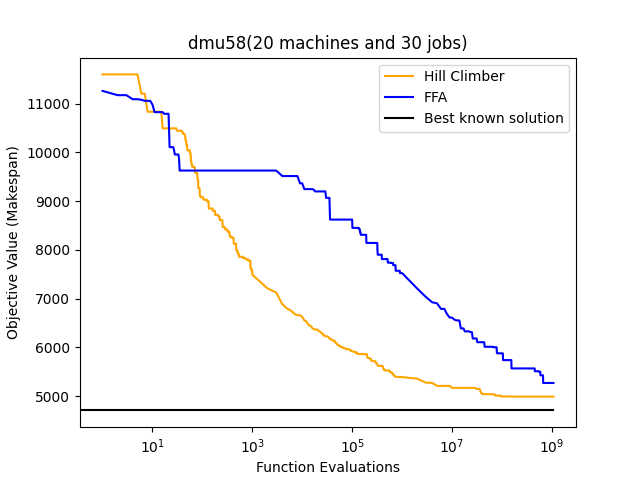 dmu58(20 machines and 30 jobs)
Hill Climber
FFA
Best known solution
Objective Value (Makespan)
11000
10000
9000
8000
7000
6000
5000
10¹
10³
10⁵
10⁷
10⁹
Function Evaluations